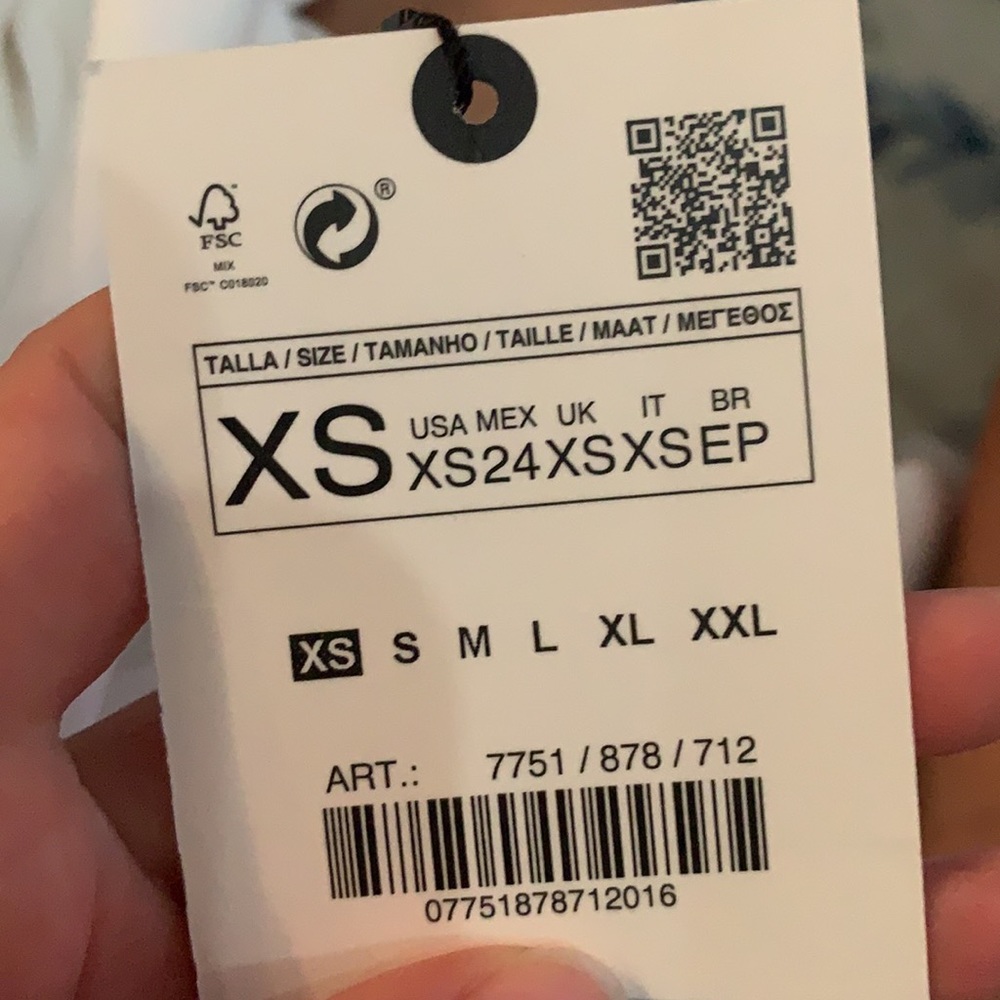 FSC
®
MIX
FSC™ C018020
TALLA / SIZE / TAMANHO / TAILLE / MAAT / ΜΕΓΕΘΟΣ
XS
USA MEX UK IT BR
XS 24 XS XS EP
XS S M L XL XXL
ART.: 7751 / 878 / 712
07751878712016